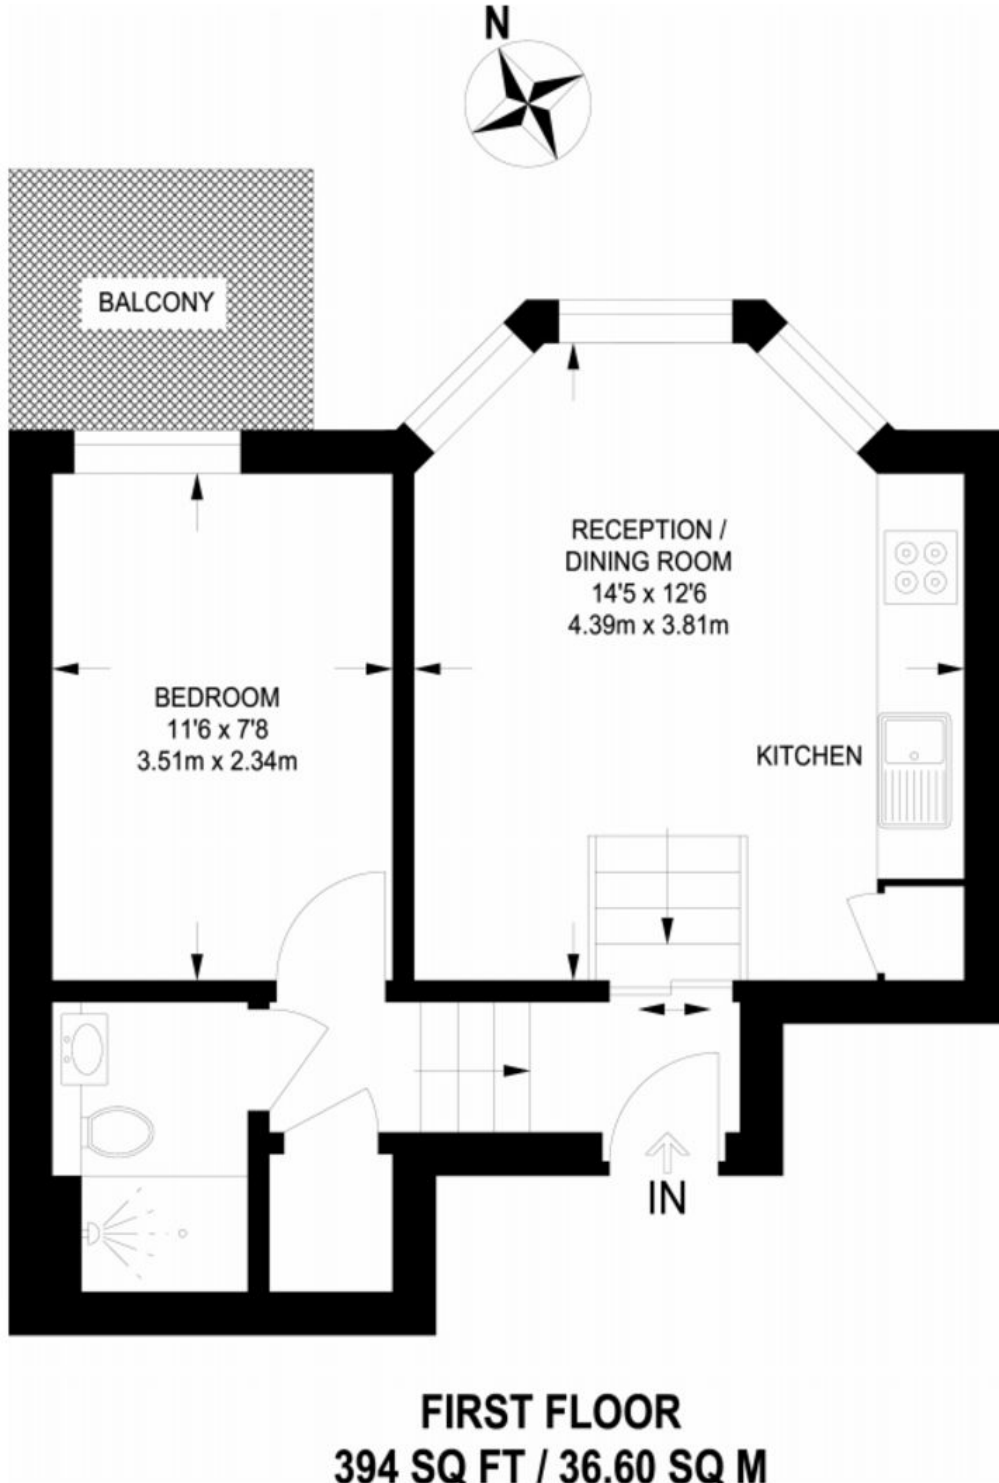 N
BALCONY
RECEPTION /
DINING ROOM
14'5 x 12'6
4.39m x 3.81m
BEDROOM
11'6 x 7'8
3.51m x 2.34m
KITCHEN
IN
FIRST FLOOR
394 SQ FT / 36.60 SQ M